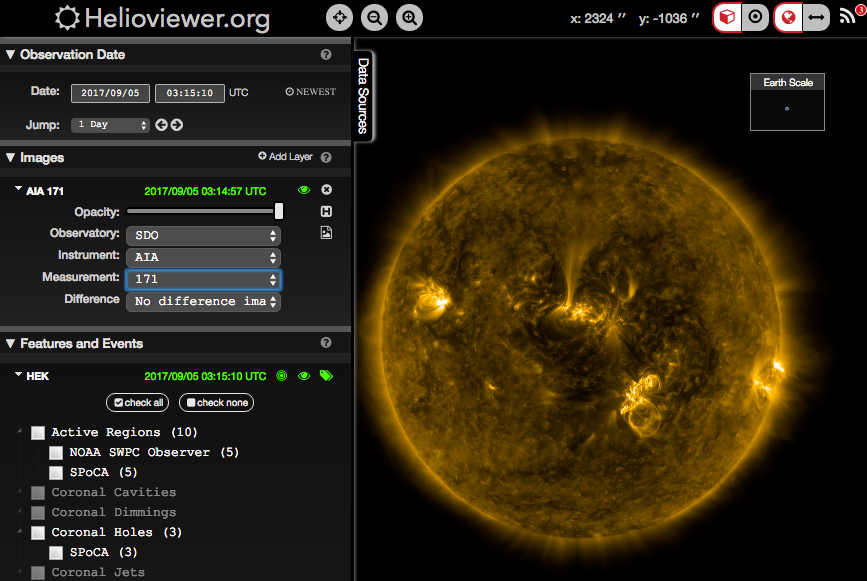 Helioviewer.org
x: 2324 ″ y: -1036 ″
3
Observation Date
Date: 2017/09/05 03:15:10 UTC NEWEST
Jump: 1 Day
Images Add Layer
AIA 171 2017/09/05 03:14:57 UTC
Opacity:
Observatory: SDO
Instrument: AIA
Measurement: 171
Difference No difference ima
Features and Events
HEK 2017/09/05 03:15:10 UTC
check all check none
Active Regions (10)
NOAA SWPC Observer (5)
SPoCA (5)
Coronal Cavities
Coronal Dimmings
Coronal Holes (3)
SPoCA (3)
Coronal Jets
Data Sources
Earth Scale